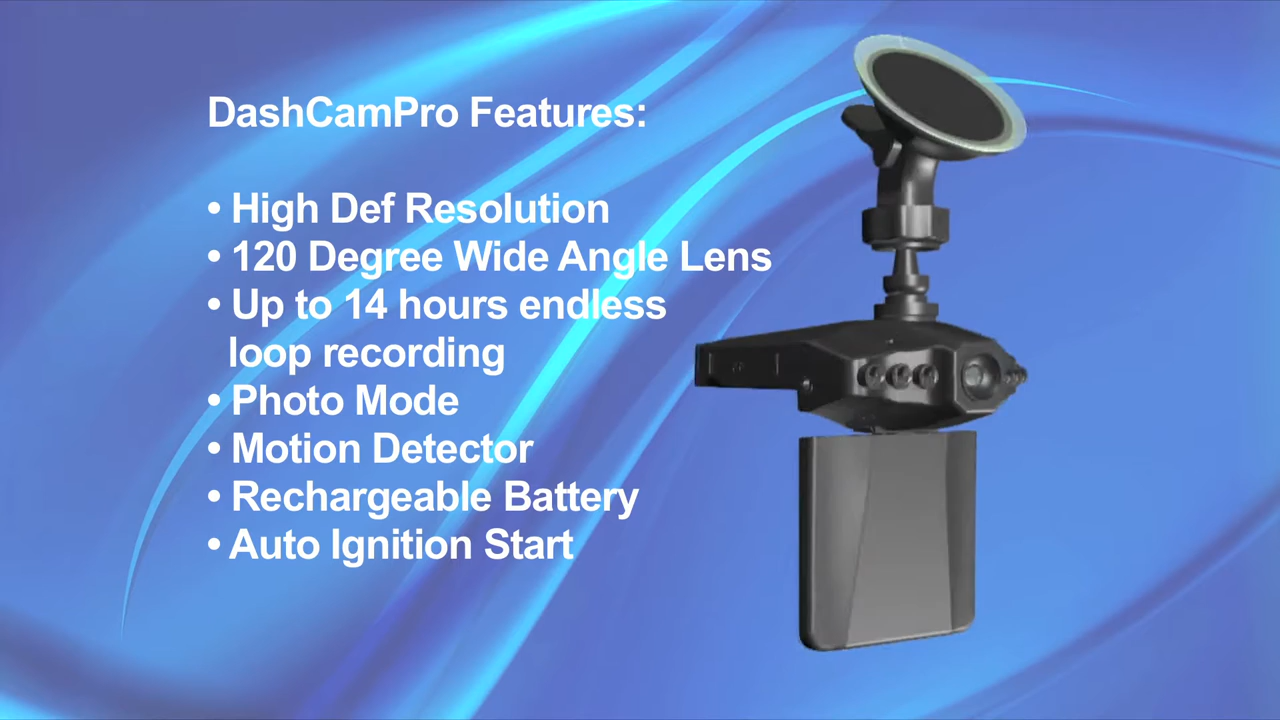 DashCamPro Features:
• High Def Resolution
• 120 Degree Wide Angle Lens
• Up to 14 hours endless
loop recording
• Photo Mode
• Motion Detector
• Rechargeable Battery
• Auto Ignition Start